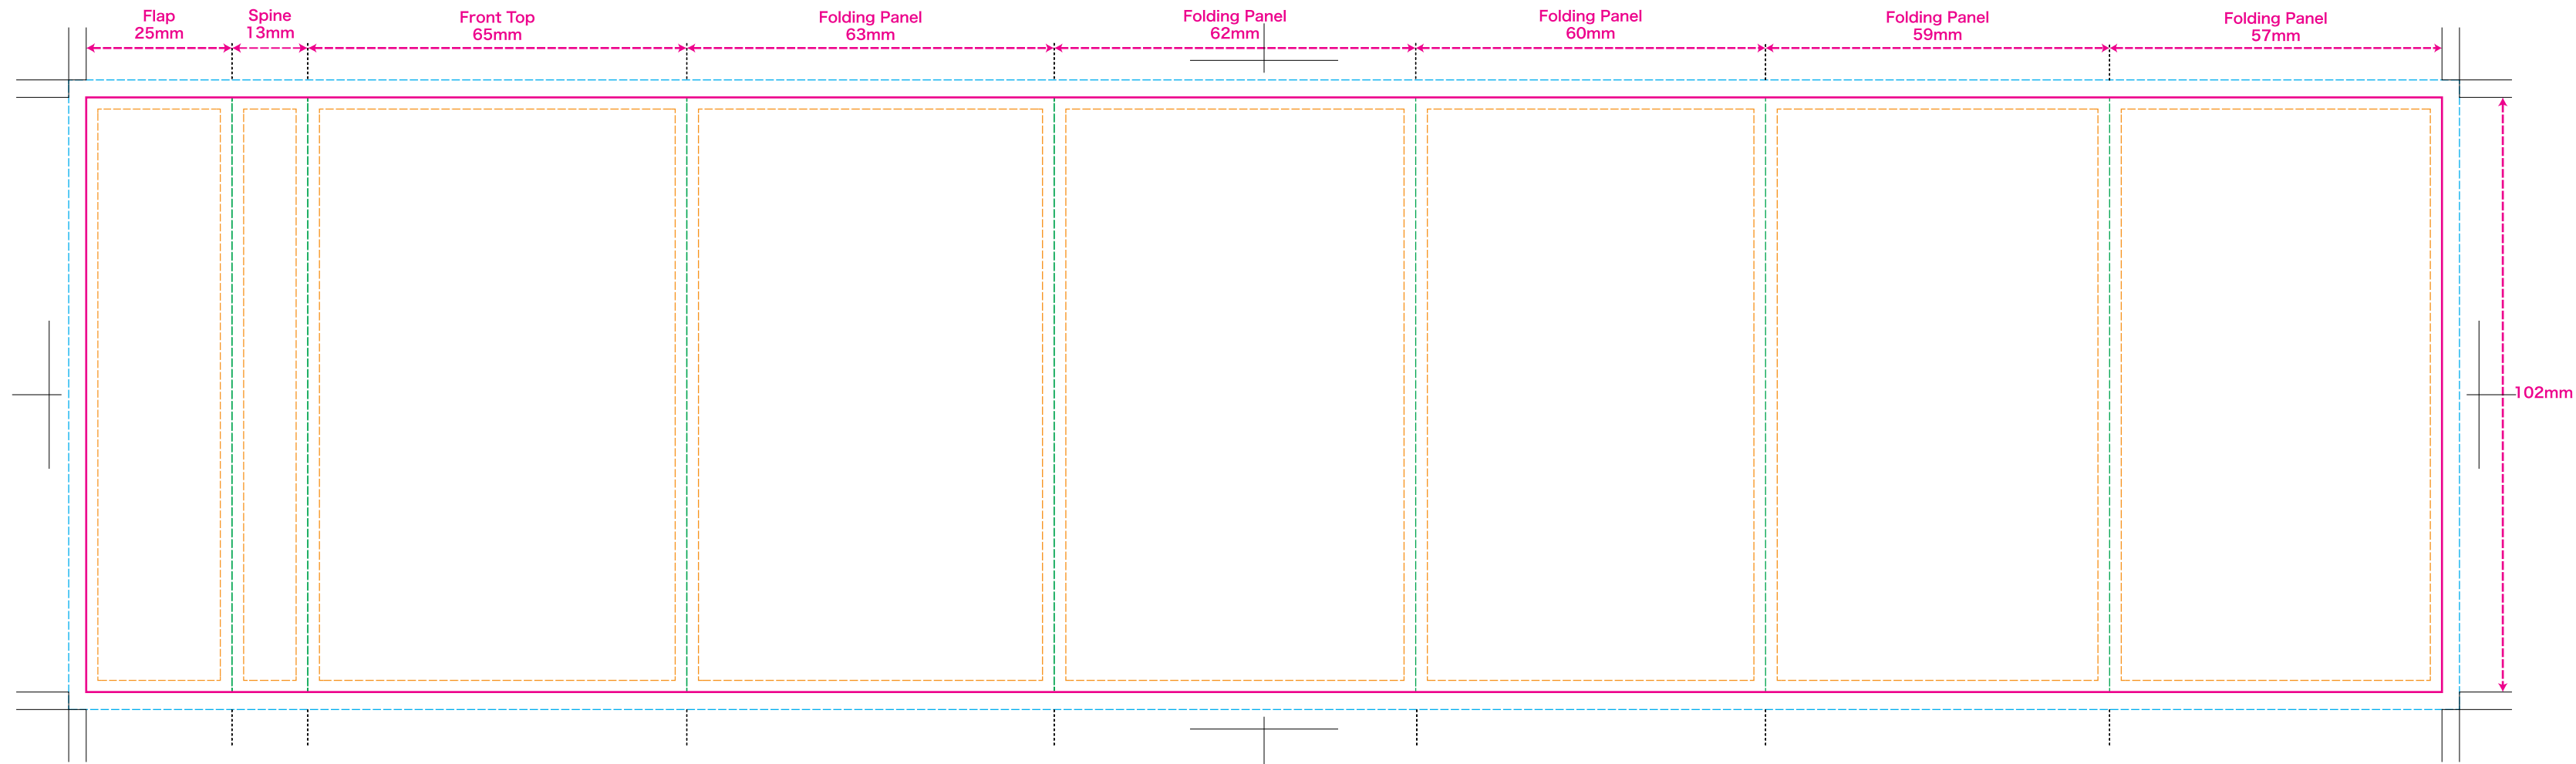 Flap
25mm
Spine
13mm
Front Top
65mm
Folding Panel
63mm
Folding Panel
62mm
Folding Panel
60mm
Folding Panel
59mm
Folding Panel
57mm
102mm